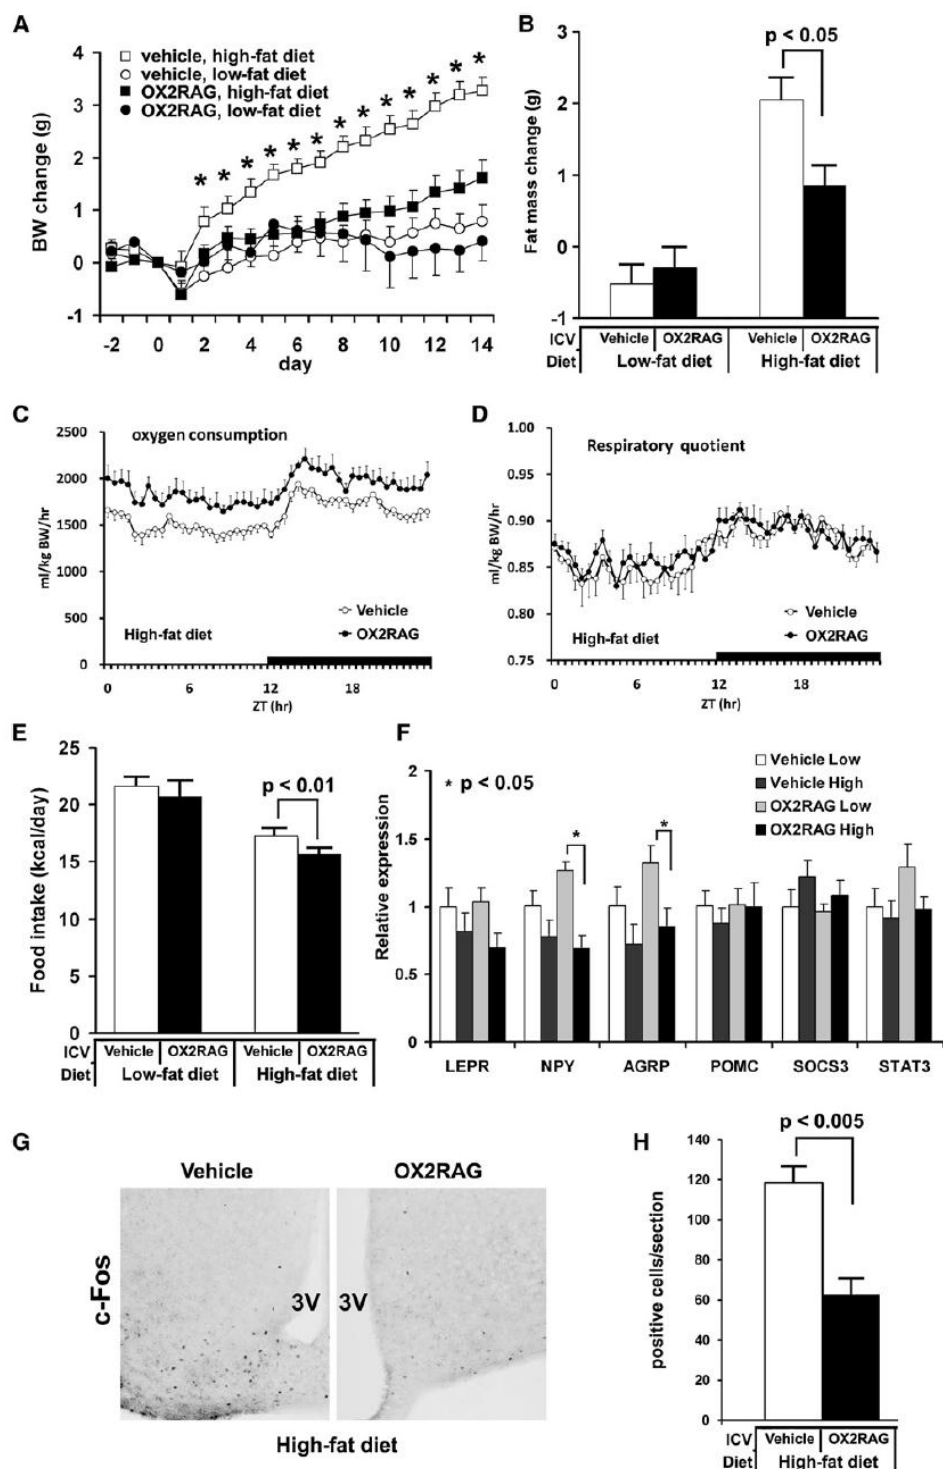 A
BW change (g)
4
3
2
1
0
-1
vehicle, high-fat diet
vehicle, low-fat diet
OX2RAG, high-fat diet
OX2RAG, low-fat diet
* * * * * * * * * * * * *
-2 0 2 4 6 8 10 12 14
day
B
Fat mass change (g)
3
2
1
0
-1
p < 0.05
ICV Vehicle OX2RAG Vehicle OX2RAG
Diet Low-fat diet High-fat diet
C
ml/kg BW/hr
2500
2000
1500
1000
500
0
oxygen consumption
Vehicle
OX2RAG
High-fat diet
0 6 12 18
ZT (hr)
D
ml/kg BW/hr
1.00
0.95
0.90
0.85
0.80
0.75
Respiratory quotient
Vehicle
OX2RAG
High-fat diet
0 6 12 18
ZT (hr)
E
Food intake (kcal/day)
25
20
15
10
5
0
p < 0.01
ICV Vehicle OX2RAG Vehicle OX2RAG
Diet Low-fat diet High-fat diet
F
Relative expression
2
1.5
1
0.5
0
* p < 0.05
Vehicle Low
Vehicle High
OX2RAG Low
OX2RAG High
* *
LEPR NPY AGRP POMC SOCS3 STAT3
G
Vehicle OX2RAG
c-Fos
3V 3V
High-fat diet
H
positive cells/section
140
120
100
80
60
40
20
0
p < 0.005
ICV Vehicle OX2RAG
Diet High-fat diet